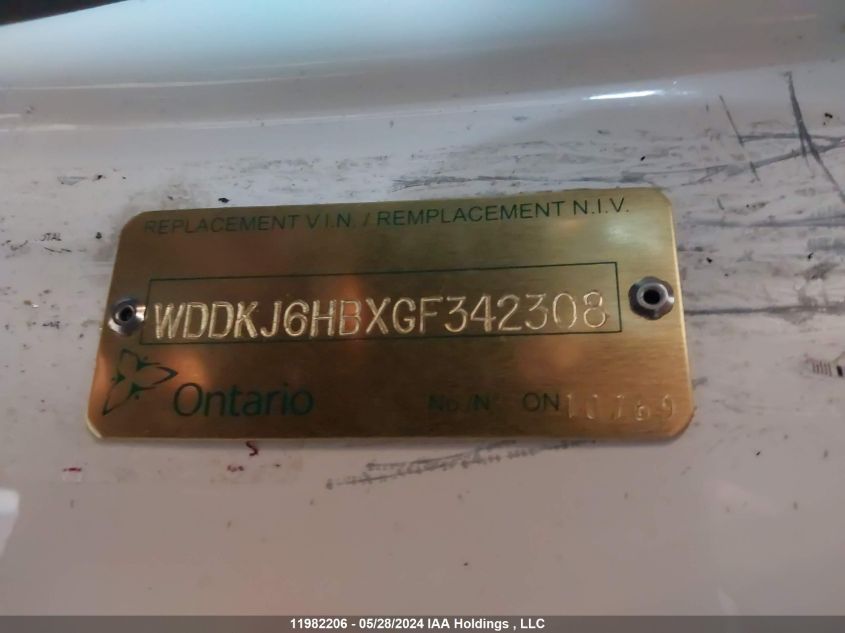 REPLACEMENT V.I.N. / REMPLACEMENT N.I.V.
WDDKJ6HBXGF342308
Ontario
No./N° ON
11982206 - 05/28/2024 IAA Holdings , LLC